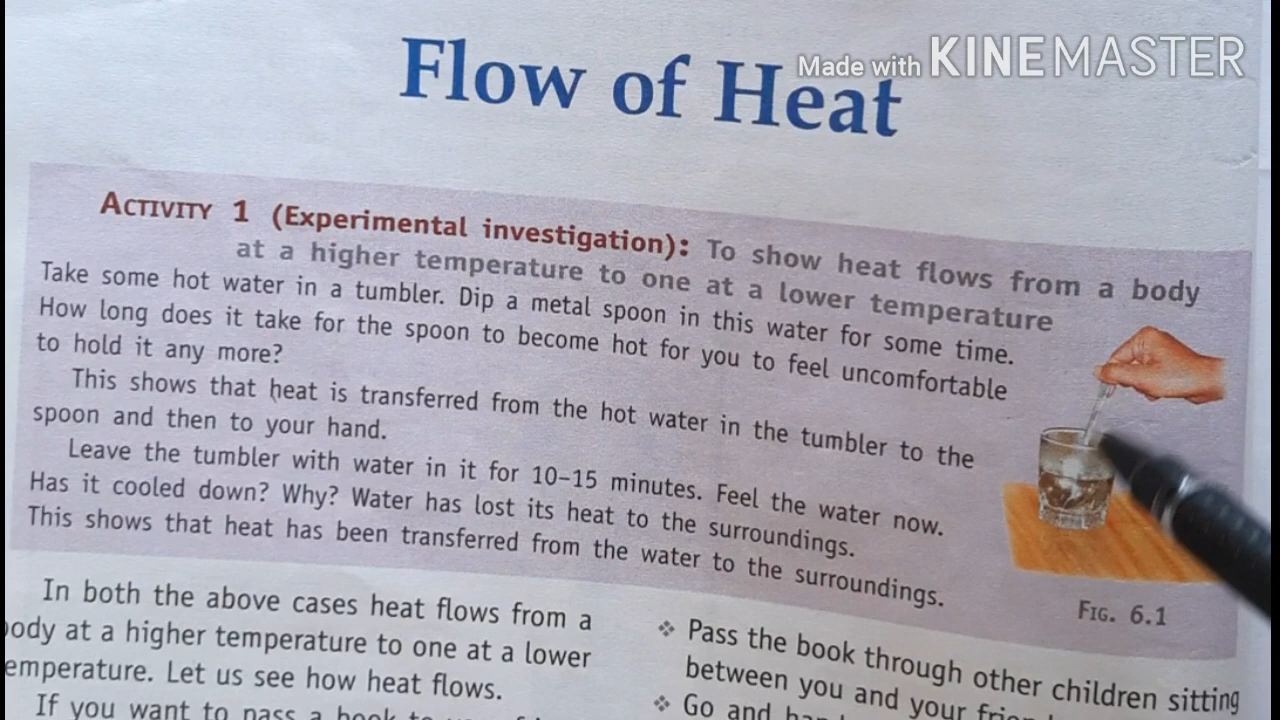 Made with KINEMASTER
Flow of Heat
ACTIVITY 1 (Experimental investigation): To show heat flows from a body
at a higher temperature to one at a lower temperature
Take some hot water in a tumbler. Dip a metal spoon in this water for some time.
How long does it take for the spoon to become hot for you to feel uncomfortable
to hold it any more?
This shows that heat is transferred from the hot water in the tumbler to the
spoon and then to your hand.
Leave the tumbler with water in it for 10–15 minutes. Feel the water now.
Has it cooled down? Why? Water has lost its heat to the surroundings.
This shows that heat has been transferred from the water to the surroundings.
FIG. 6.1
In both the above cases heat flows from a
body at a higher temperature to one at a lower
temperature. Let us see how heat flows.
If you want to pass a book to
❖ Pass the book through other children sitting
between you and your
❖ Go and